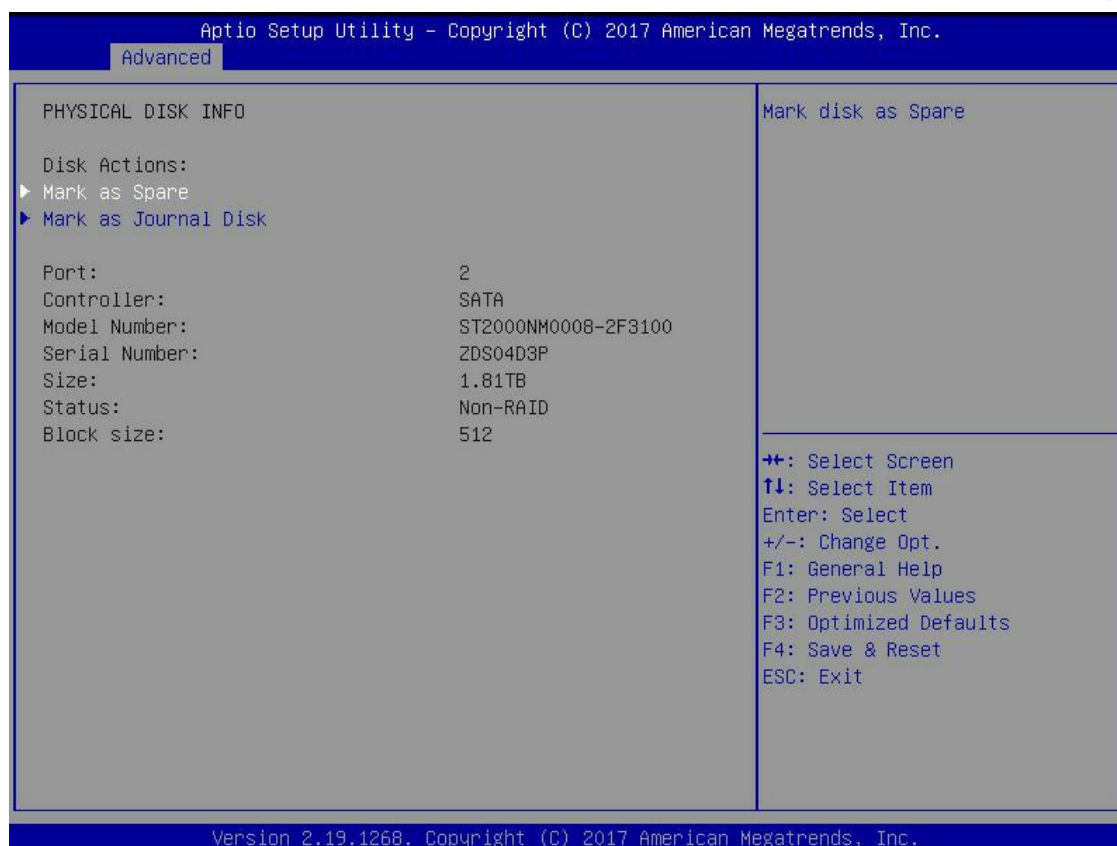 Aptio Setup Utility – Copyright (C) 2017 American Megatrends, Inc.
Advanced
PHYSICAL DISK INFO
Disk Actions:
Mark as Spare
Mark as Journal Disk
Port: 2
Controller: SATA
Model Number: ST2000NM0008-2F3100
Serial Number: ZDS04D3P
Size: 1.81TB
Status: Non-RAID
Block size: 512
Mark disk as Spare
→←: Select Screen
↑↓: Select Item
Enter: Select
+/-: Change Opt.
F1: General Help
F2: Previous Values
F3: Optimized Defaults
F4: Save & Reset
ESC: Exit
Version 2.19.1268. Copyright (C) 2017 American Megatrends, Inc.